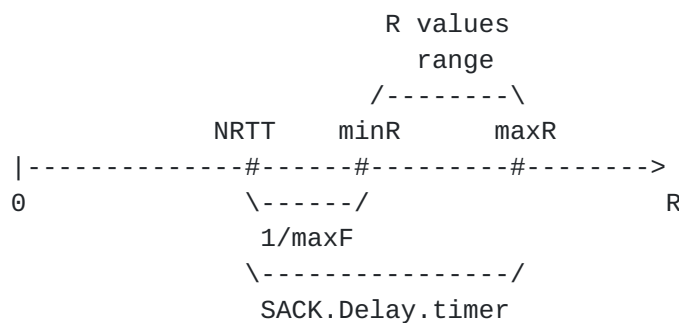 R values
range
/--------\
NRTT minR maxR
|--------------#------#---------#-------->
0 \------/ R
1/maxF
\----------------/
SACK.Delay.timer